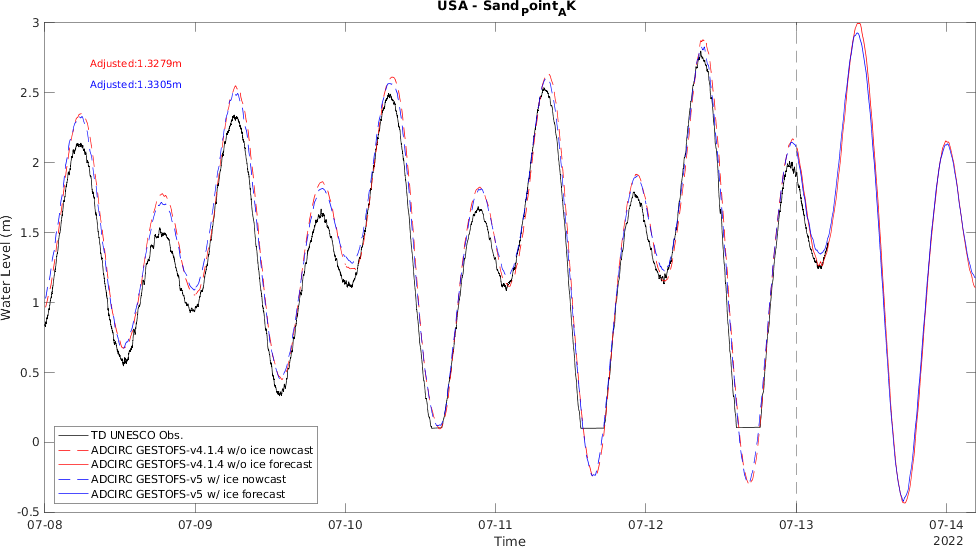 USA - SandPointAK
Adjusted:1.3279m
Adjusted:1.3305m
Water Level (m)
3
2.5
2
1.5
1
0.5
0
-0.5
TD UNESCO Obs.
ADCIRC GESTOFS-v4.1.4 w/o ice nowcast
ADCIRC GESTOFS-v4.1.4 w/o ice forecast
ADCIRC GESTOFS-v5 w/ ice nowcast
ADCIRC GESTOFS-v5 w/ ice forecast
07-08 07-09 07-10 07-11 07-12 07-13 07-14
Time
2022